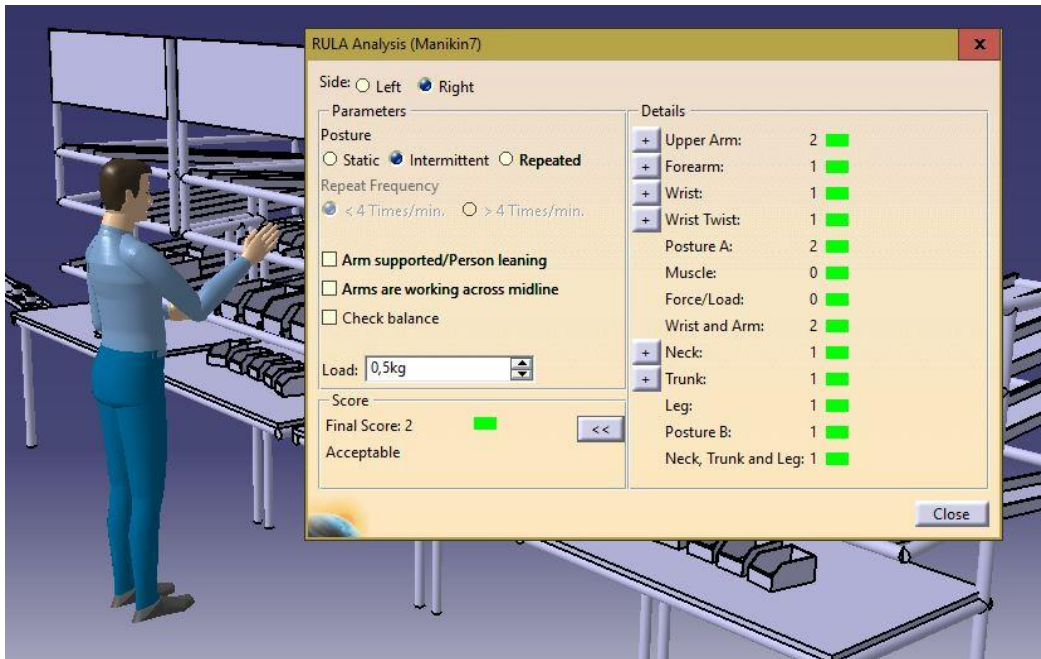 RULA Analysis (Manikin7)
x
Side: Left Right
Parameters
Posture
Static Intermittent Repeated
Repeat Frequency
< 4 Times/min. > 4 Times/min.
Arm supported/Person leaning
Arms are working across midline
Check balance
Load: 0,5kg
Score
Final Score: 2
<<
Acceptable
Details
+ Upper Arm: 2
+ Forearm: 1
+ Wrist: 1
+ Wrist Twist: 1
Posture A: 2
Muscle: 0
Force/Load: 0
Wrist and Arm: 2
+ Neck: 1
+ Trunk: 1
Leg: 1
Posture B: 1
Neck, Trunk and Leg: 1
Close